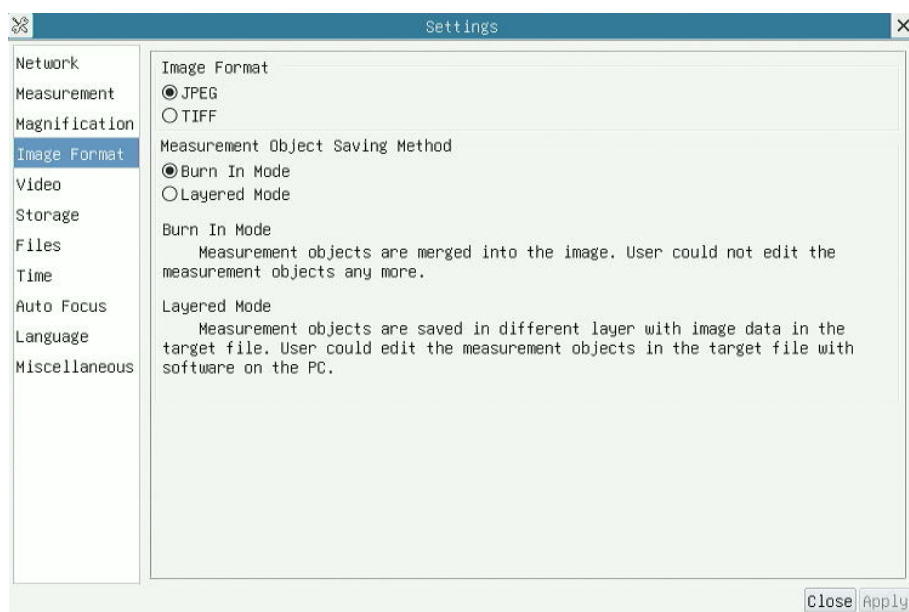 Settings
Network
Measurement
Magnification
Image Format
Video
Storage
Files
Time
Auto Focus
Language
Miscellaneous
Image Format
JPEG
TIFF
Measurement Object Saving Method
Burn In Mode
Layered Mode
Burn In Mode
Measurement objects are merged into the image. User could not edit the
measurement objects any more.
Layered Mode
Measurement objects are saved in different layer with image data in the
target file. User could edit the measurement objects in the target file with
software on the PC.
Close Apply